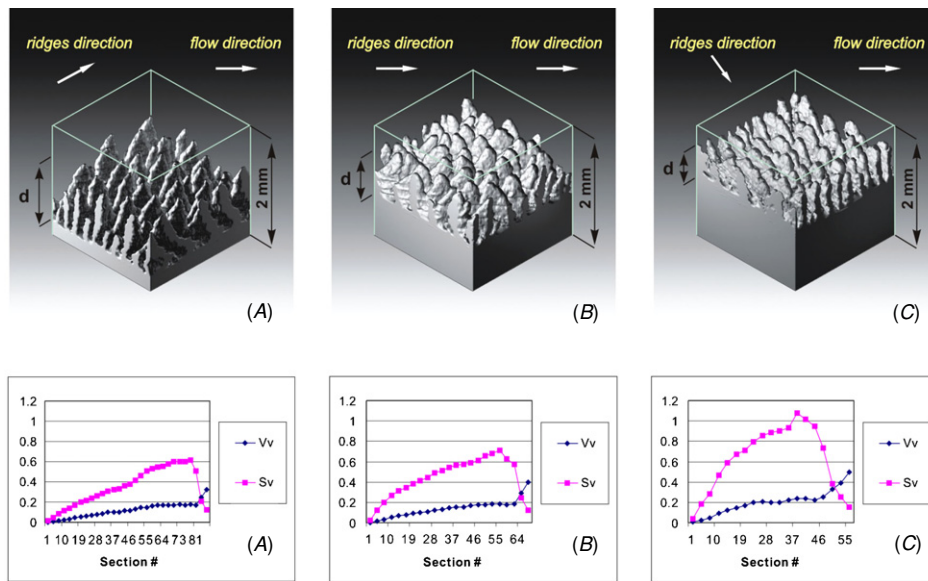 ridges direction
flow direction
d
2 mm
(A)
ridges direction
flow direction
d
2 mm
(B)
ridges direction
flow direction
d
2 mm
(C)
1.2
1
0.8
0.6
0.4
0.2
0
1 10 19 28 37 46 55 64 73 81
Section #
Vv
Sv
(A)
1.2
1
0.8
0.6
0.4
0.2
0
1 10 19 28 37 46 55 64
Section #
Vv
Sv
(B)
1.2
1
0.8
0.6
0.4
0.2
0
1 10 19 28 37 46 55
Section #
Vv
Sv
(C)